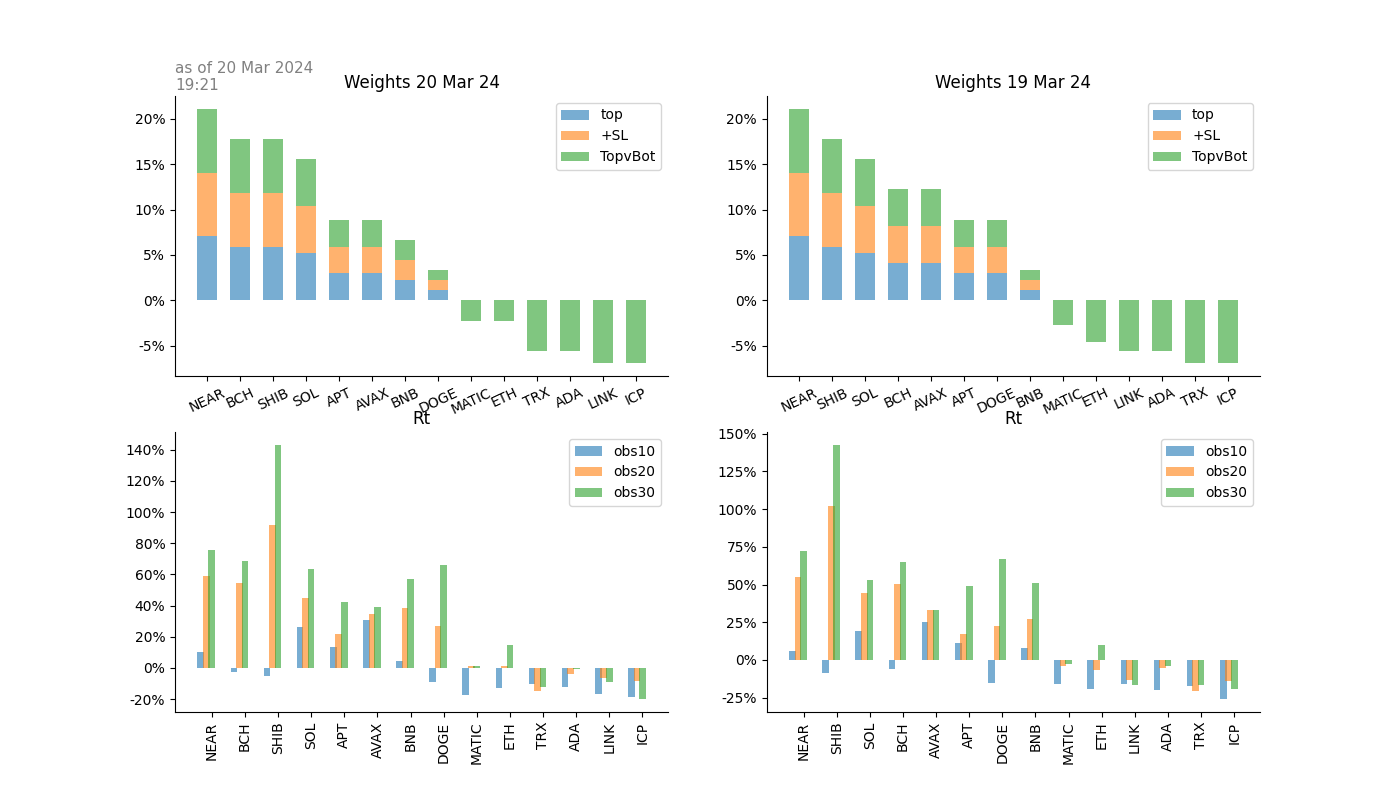 as of 20 Mar 2024
19:21
Weights 20 Mar 24
20%
15%
10%
5%
0%
-5%
top
+SL
TopvBot
NEAR BCH SHIB SOL APT AVAX BNB DOGE MATIC ETH TRX ADA LINK ICP
Weights 19 Mar 24
20%
15%
10%
5%
0%
-5%
top
+SL
TopvBot
NEAR SHIB SOL BCH AVAX APT DOGE BNB MATIC ETH LINK ADA TRX ICP
Rt
140%
120%
100%
80%
60%
40%
20%
0%
-20%
obs10
obs20
obs30
NEAR BCH SHIB SOL APT AVAX BNB DOGE MATIC ETH TRX ADA LINK ICP
Rt
150%
125%
100%
75%
50%
25%
0%
-25%
obs10
obs20
obs30
NEAR SHIB SOL BCH AVAX APT DOGE BNB MATIC ETH LINK ADA TRX ICP